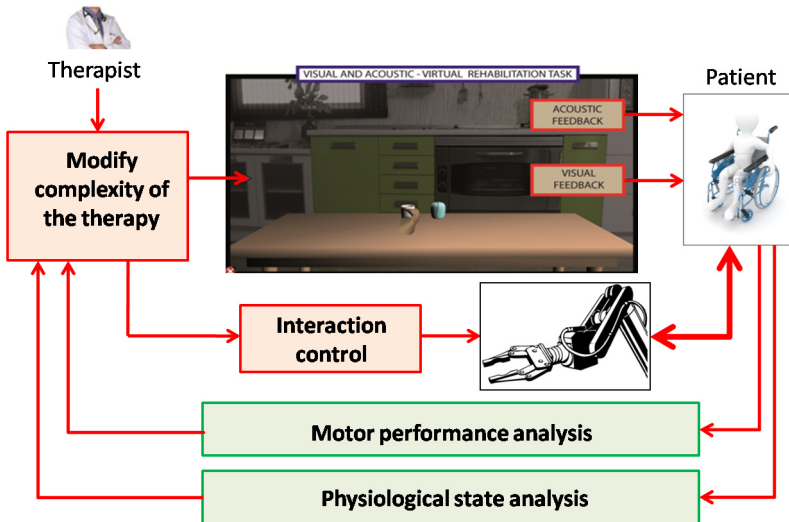 Therapist
VISUAL AND ACOUSTIC - VIRTUAL REHABILITATION TASK
Patient
ACOUSTIC
FEEDBACK
Modify
complexity of
the therapy
VISUAL
FEEDBACK
Interaction
control
Motor performance analysis
Physiological state analysis